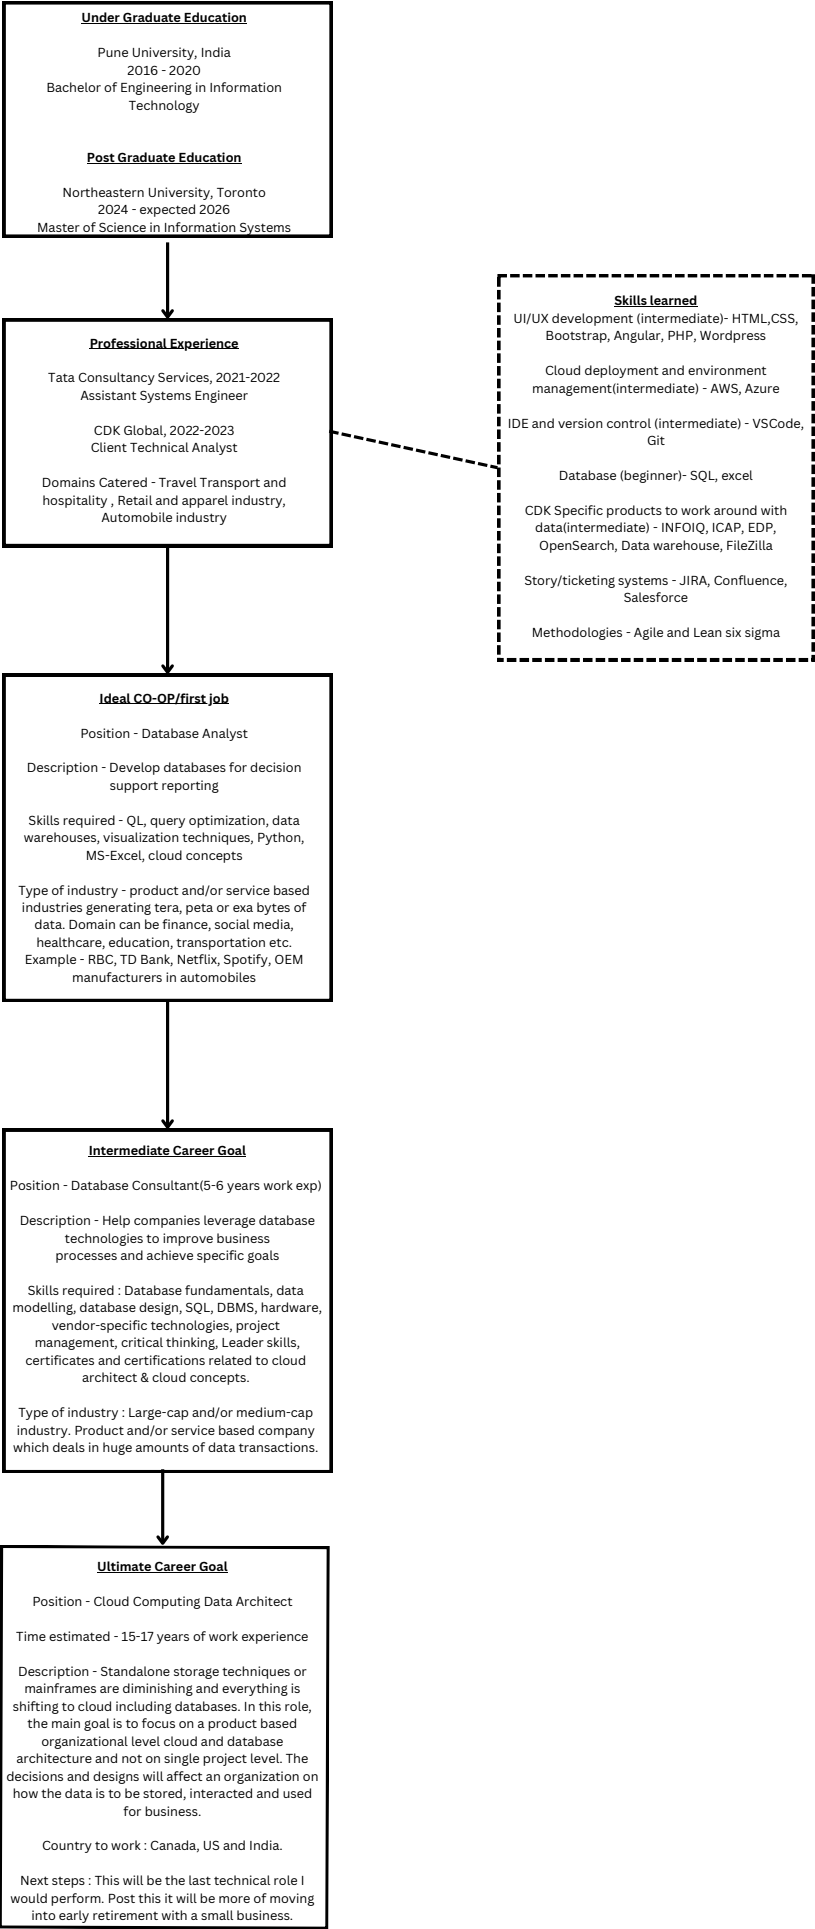 Under Graduate Education
Pune University, India
2016 - 2020
Bachelor of Engineering in Information
Technology
Post Graduate Education
Northeastern University, Toronto
2024 - expected 2026
Master of Science in Information Systems
Professional Experience
Tata Consultancy Services, 2021-2022
Assistant Systems Engineer
CDK Global, 2022-2023
Client Technical Analyst
Domains Catered - Travel Transport and
hospitality , Retail and apparel industry,
Automobile industry
Skills learned
UI/UX development (intermediate)- HTML,CSS,
Bootstrap, Angular, PHP, Wordpress
Cloud deployment and environment
management(intermediate) - AWS, Azure
IDE and version control (intermediate) - VSCode,
Git
Database (beginner)- SQL, excel
CDK Specific products to work around with
data(intermediate) - INFOIQ, ICAP, EDP,
OpenSearch, Data warehouse, FileZilla
Story/ticketing systems - JIRA, Confluence,
Salesforce
Methodologies - Agile and Lean six sigma
Ideal CO-OP/first job
Position - Database Analyst
Description - Develop databases for decision
support reporting
Skills required - QL, query optimization, data
warehouses, visualization techniques, Python,
MS-Excel, cloud concepts
Type of industry - product and/or service based
industries generating tera, peta or exa bytes of
data. Domain can be finance, social media,
healthcare, education, transportation etc.
Example - RBC, TD Bank, Netflix, Spotify, OEM
manufacturers in automobiles
Intermediate Career Goal
Position - Database Consultant(5-6 years work exp)
Description - Help companies leverage database
technologies to improve business
processes and achieve specific goals
Skills required : Database fundamentals, data
modelling, database design, SQL, DBMS, hardware,
vendor-specific technologies, project
management, critical thinking, Leader skills,
certificates and certifications related to cloud
architect & cloud concepts.
Type of industry : Large-cap and/or medium-cap
industry. Product and/or service based company
which deals in huge amounts of data transactions.
Ultimate Career Goal
Position - Cloud Computing Data Architect
Time estimated - 15-17 years of work experience
Description - Standalone storage techniques or
mainframes are diminishing and everything is
shifting to cloud including databases. In this role,
the main goal is to focus on a product based
organizational level cloud and database
architecture and not on single project level. The
decisions and designs will affect an organization on
how the data is to be stored, interacted and used
for business.
Country to work : Canada, US and India.
Next steps : This will be the last technical role I
would perform. Post this it will be more of moving
into early retirement with a small business.